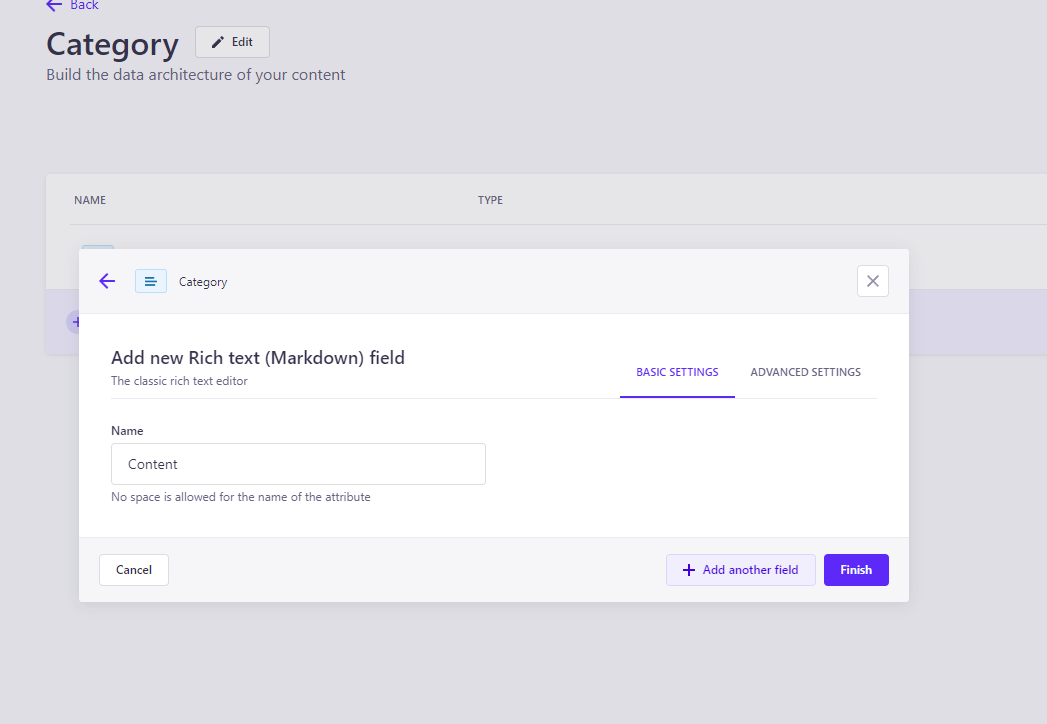 Back
Category
Edit
Build the data architecture of your content
NAME
TYPE
Category
Add new Rich text (Markdown) field
The classic rich text editor
BASIC SETTINGS
ADVANCED SETTINGS
Name
Content
No space is allowed for the name of the attribute
Cancel
Add another field
Finish